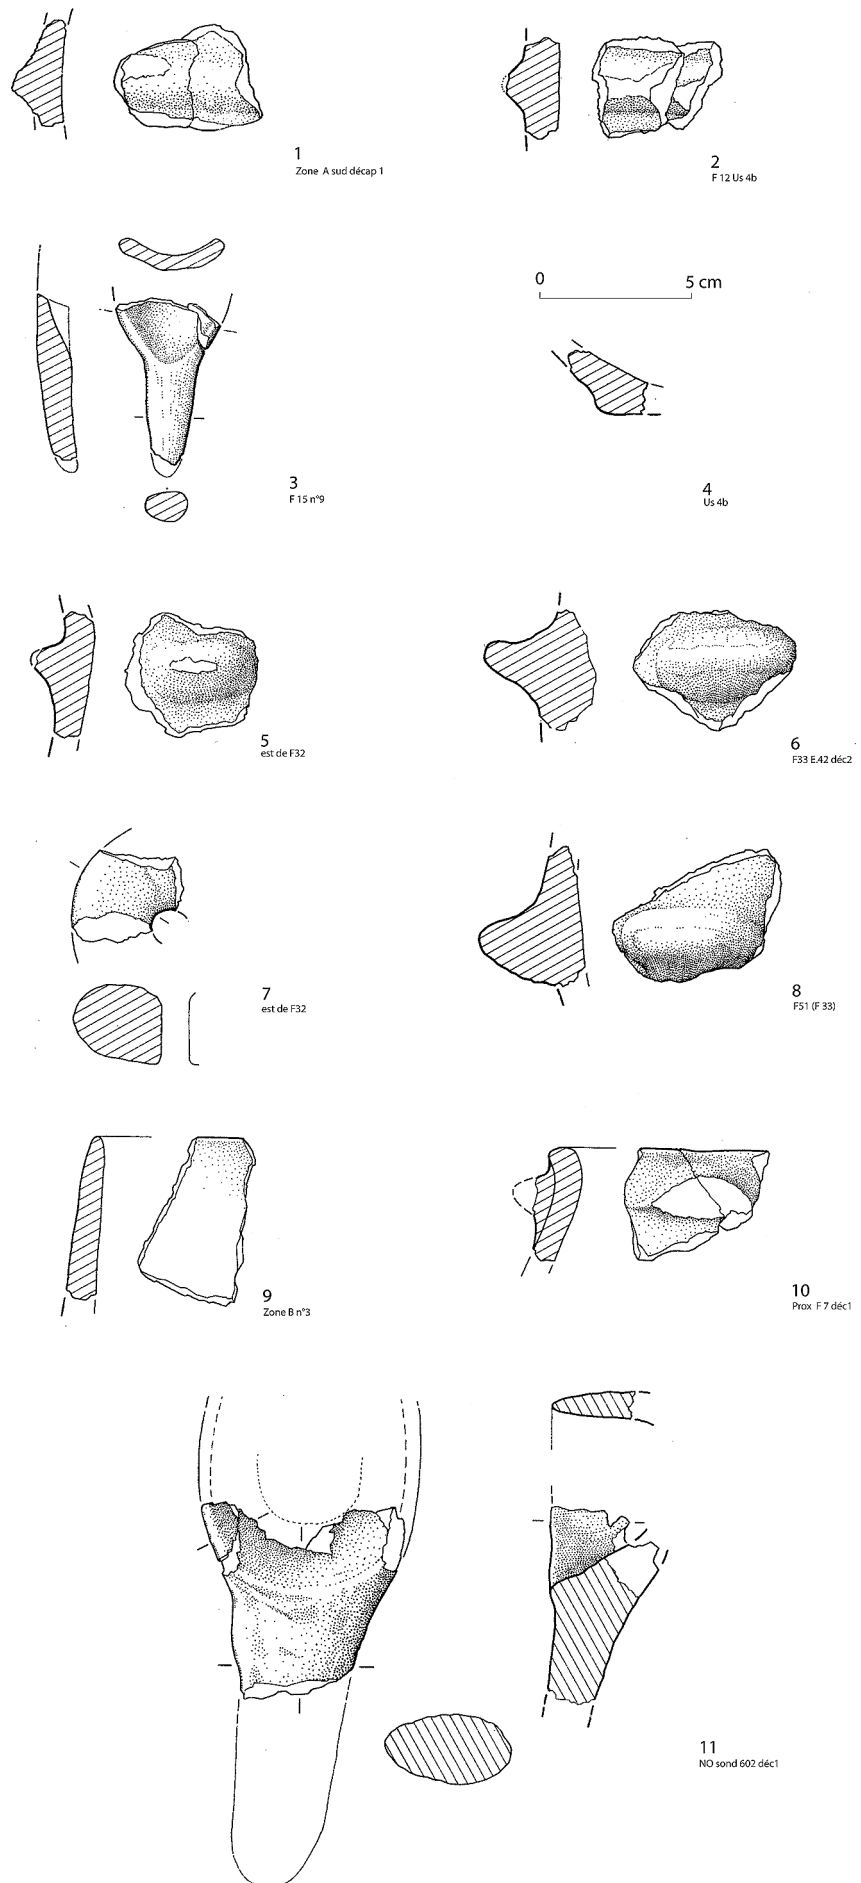 1
Zone A sud décap 1
2
F 12 Us 4b
3
F 15 n°9
0 5 cm
4
Us 4b
5
est de F32
6
F33 E.42 déc2
7
est de F32
8
F51 (F 33)
9
Zone B n°3
10
Prox F 7 déc1
11
NO sond 602 déc1